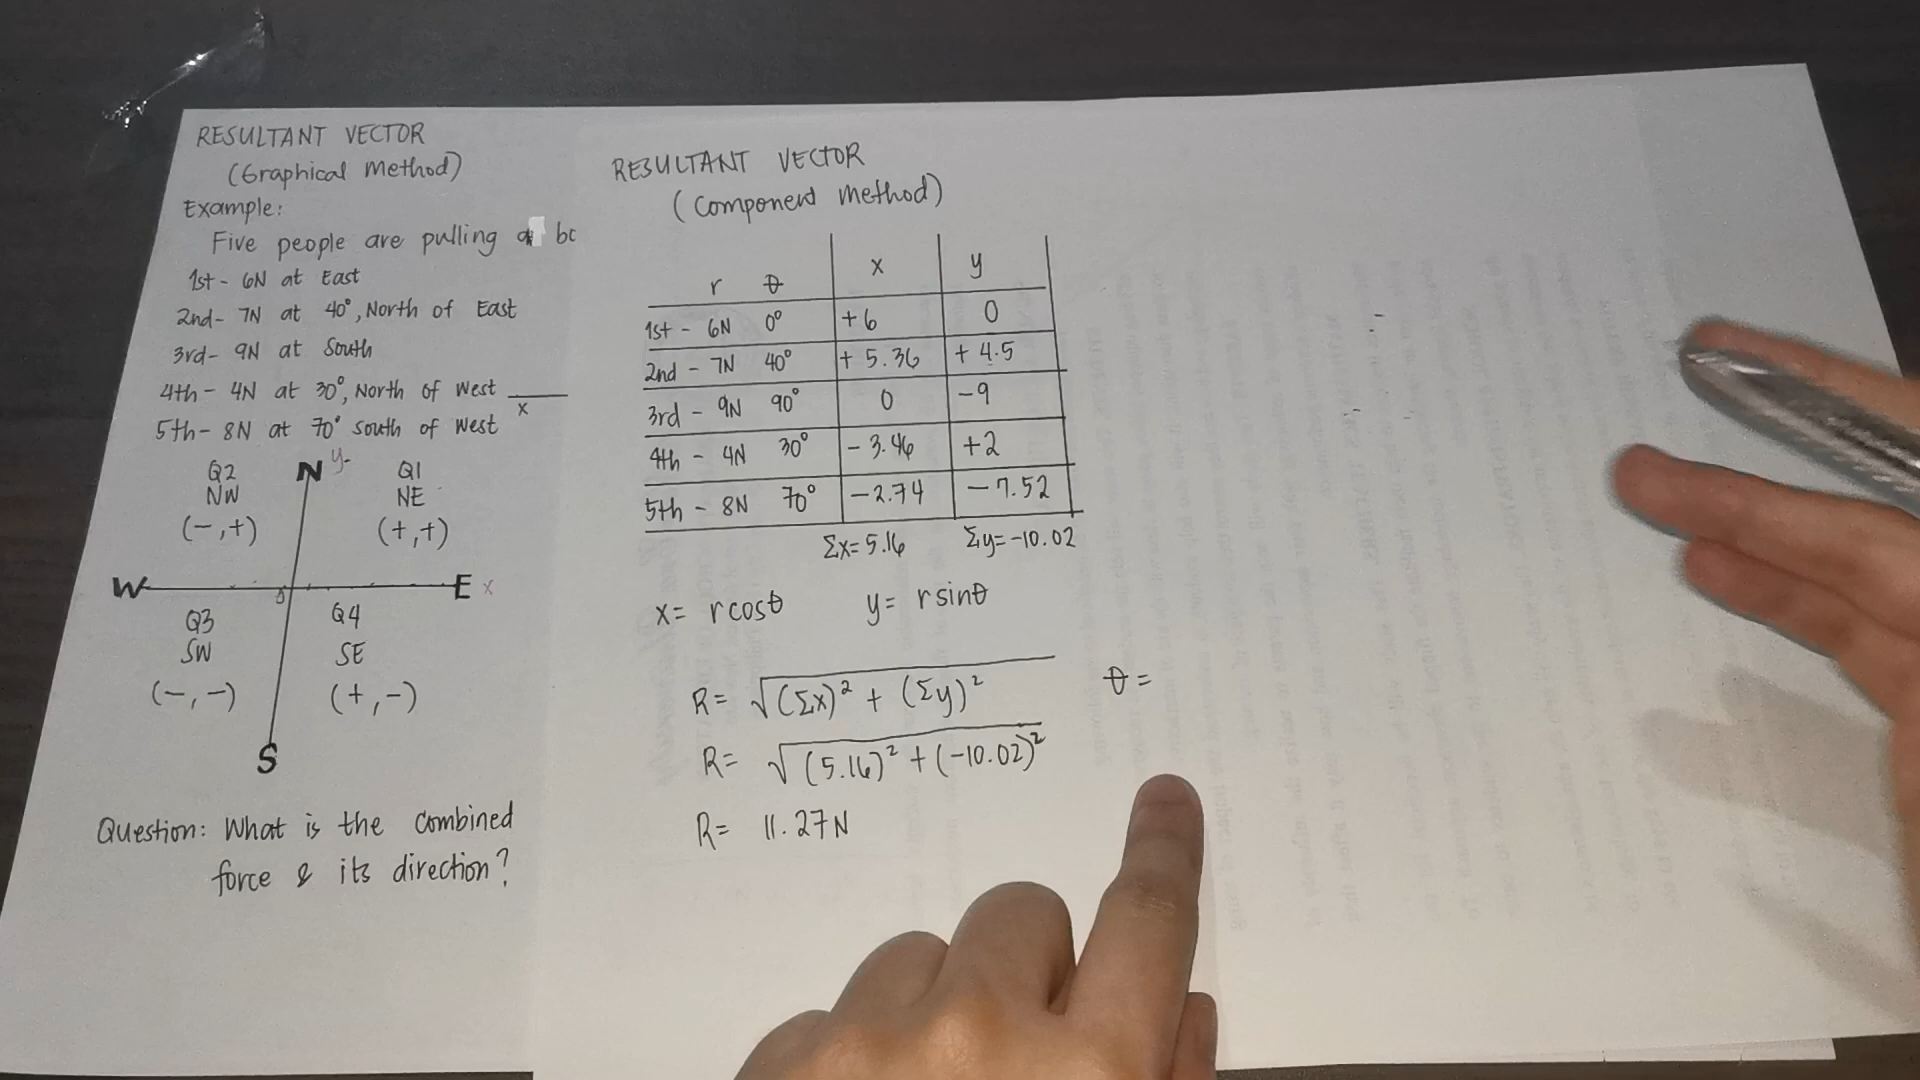 RESULTANT VECTOR
(Graphical Method)
Example:
Five people are pulling a
1st - 6N at East
2nd - 7N at 40°, North of East
3rd - 9N at South
4th - 4N at 30°, North of West
x
5th - 8N at 70° South of West
Q2 N y Q1
NW NE
(-,+) (+,+)
W E x
Q3 Q4
SW SE
(-,-) (+,-)
S
Question: What is the combined
force & its direction?
RESULTANT VECTOR
(Component Method)
r θ x y
1st - 6N 0° +6 0
2nd - 7N 40° +5.36 +4.5
3rd - 9N 90° 0 -9
4th - 4N 30° -3.46 +2
5th - 8N 70° -2.74 -7.52
Σx= 5.16 Σy= -10.02
x= rcosθ y= rsinθ
R= √(Σx)² + (Σy)²
θ =
R= √(5.16)² + (-10.02)²
R= 11.27N